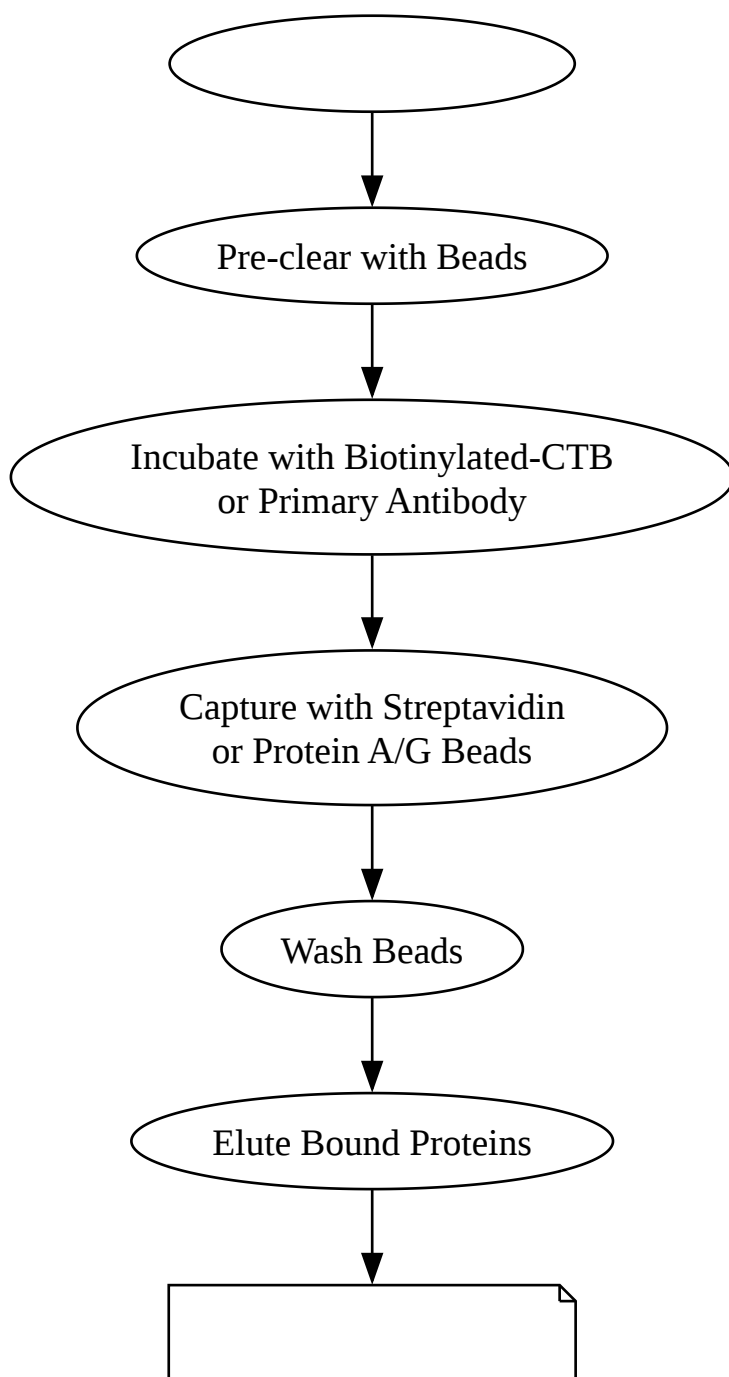 Pre-clear with Beads
Incubate with Biotinylated-CTB
or Primary Antibody
Capture with Streptavidin
or Protein A/G Beads
Wash Beads
Elute Bound Proteins